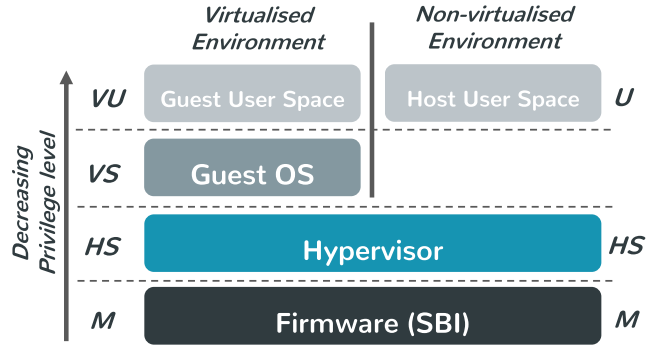 Virtualised
Environment
Non-virtualised
Environment
Decreasing
Privilege level
VU
Guest User Space
Host User Space
U
VS
Guest OS
HS
Hypervisor
HS
M
Firmware (SBI)
M